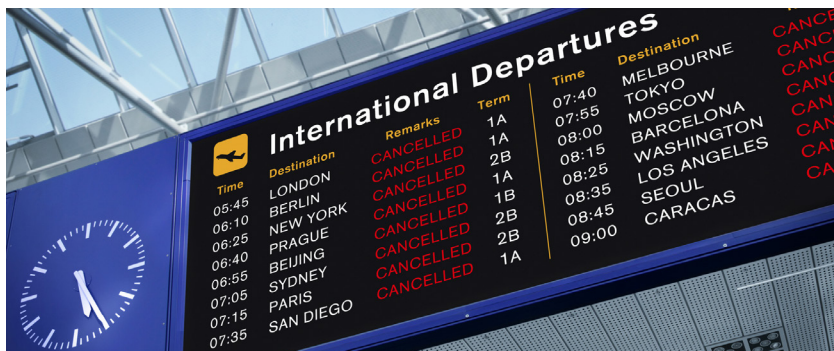 International Departures
Time Destination Remarks Term
05:45 LONDON CANCELLED 1A
06:10 BERLIN CANCELLED 1A
06:25 NEW YORK CANCELLED 2B
06:40 PRAGUE CANCELLED 1A
06:55 BEIJING CANCELLED 1B
07:05 SYDNEY CANCELLED 2B
07:15 PARIS CANCELLED 2B
07:35 SAN DIEGO CANCELLED 1A
Time Destination
07:40 MELBOURNE
07:55 TOKYO
08:00 MOSCOW
08:15 BARCELONA
08:25 WASHINGTON
08:35 LOS ANGELES
08:45 SEOUL
09:00 CARACAS